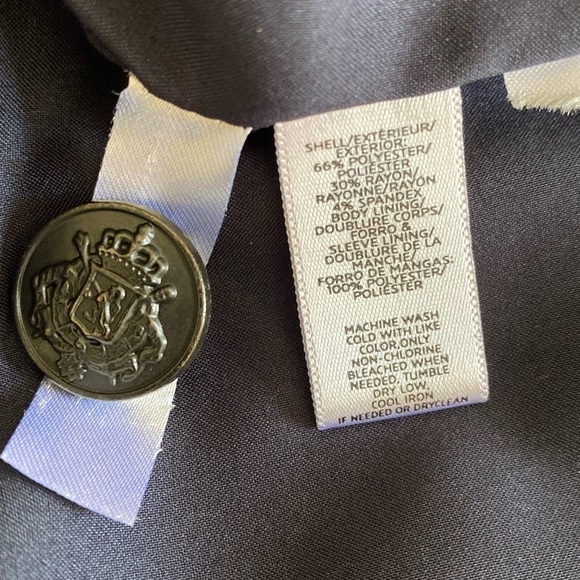 SHELL/EXTÉRIEUR/
EXTERIOR:
66% POLYESTER/
POLIÉSTER
30% RAYON/
RAYONNE/RAYON
4% SPANDEX
BODY LINING/
DOUBLURE CORPS/
FORRO &
SLEEVE LINING/
DOUBLURE DE LA
MANCHE/
FORRO DE MANGAS:
100% POLYESTER/
POLIÉSTER
MACHINE WASH
COLD WITH LIKE
COLOR,ONLY
NON-CHLORINE
BLEACHED WHEN
NEEDED, TUMBLE
DRY LOW,
COOL IRON
IF NEEDED OR DRYCLEAN